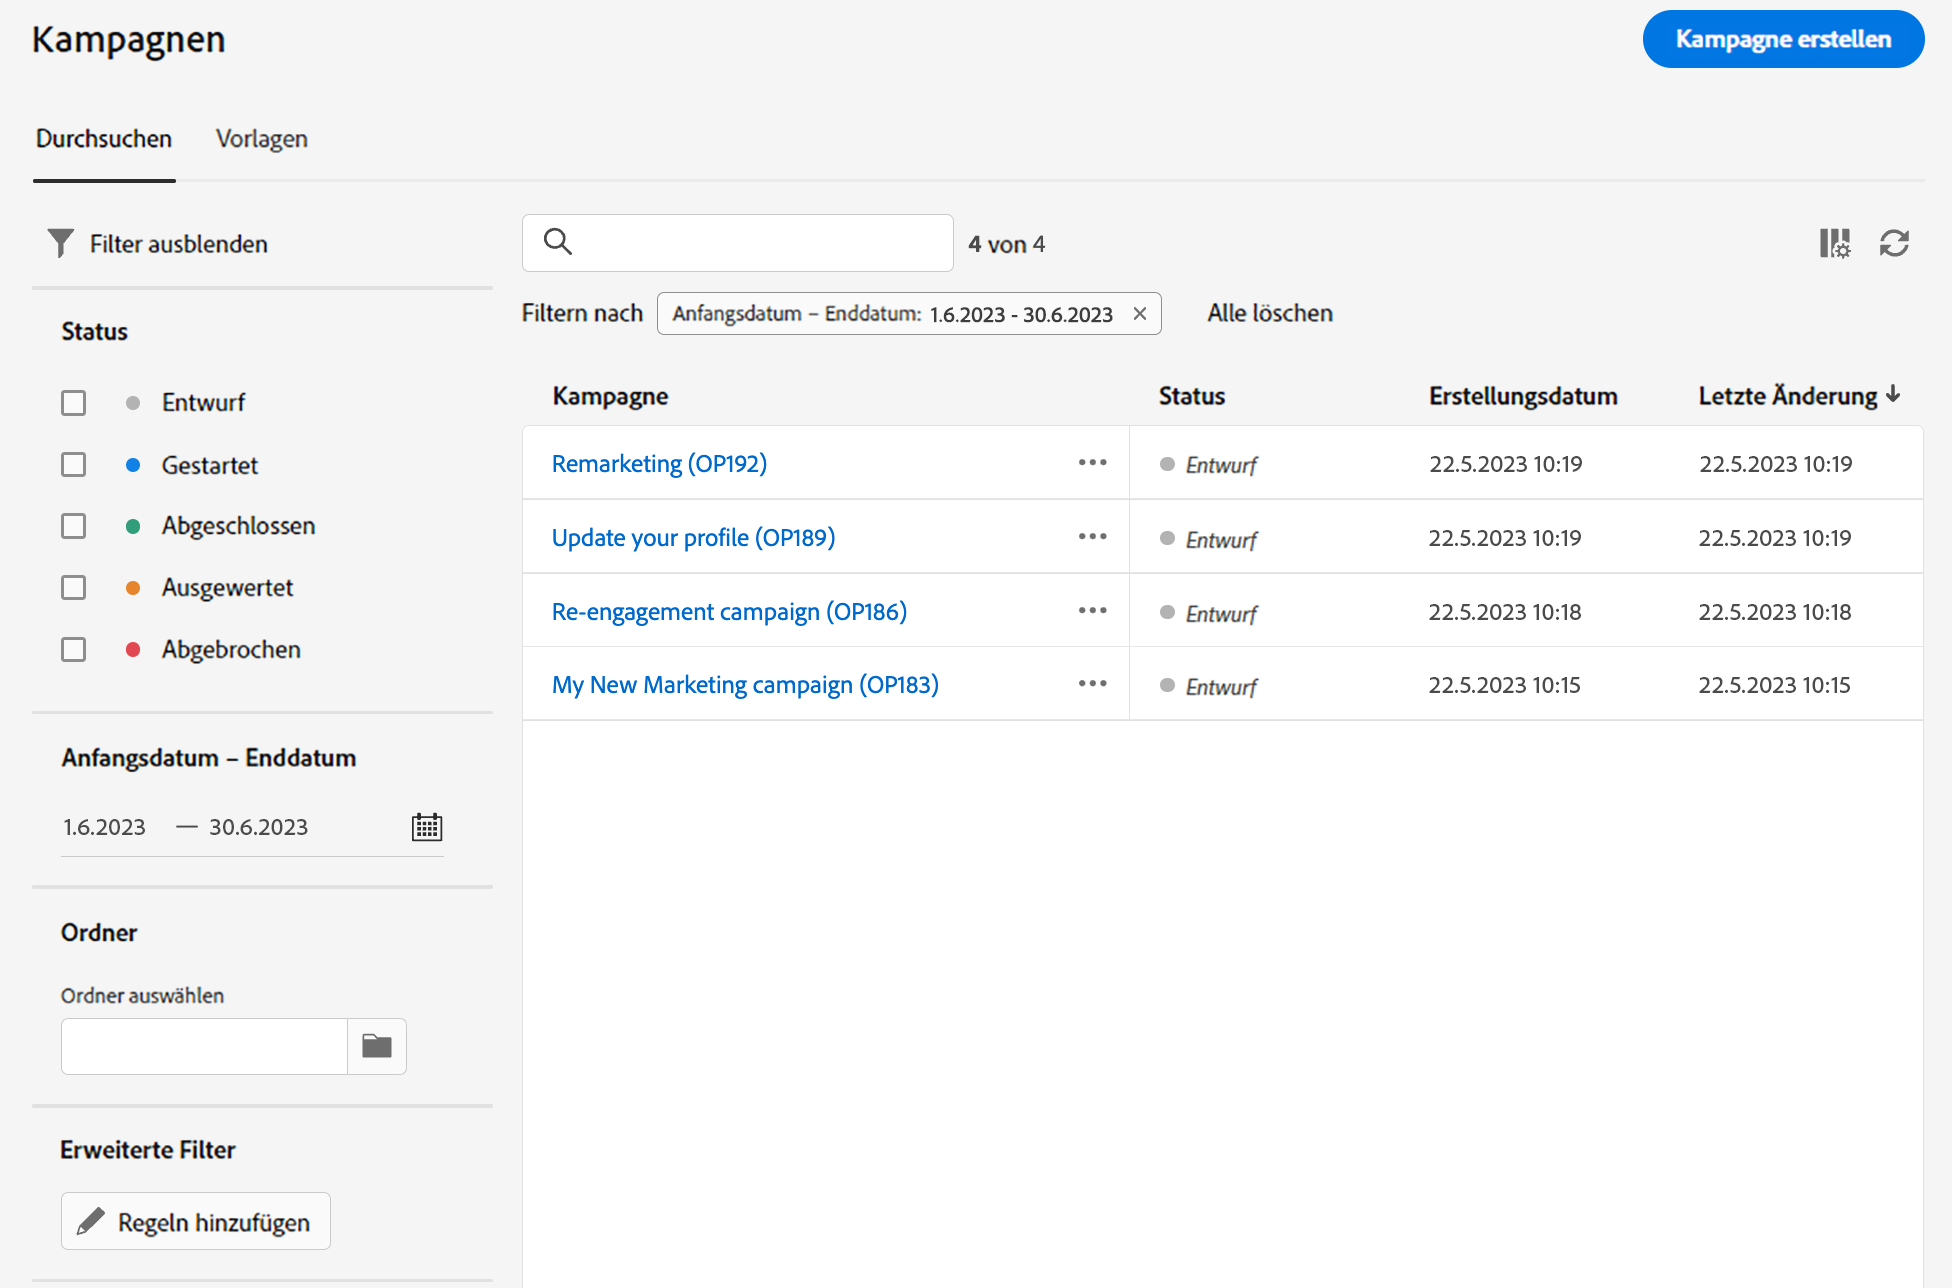 Kampagnen
Kampagne erstellen
Durchsuchen Vorlagen
Filter ausblenden
4 von 4
Filtern nach Anfangsdatum – Enddatum: 1.6.2023 - 30.6.2023 Alle löschen
Status
Entwurf
Gestartet
Abgeschlossen
Ausgewertet
Abgebrochen
Anfangsdatum – Enddatum
1.6.2023 — 30.6.2023
Ordner
Ordner auswählen
Erweiterte Filter
Regeln hinzufügen
Kampagne Status Erstellungsdatum Letzte Änderung
Remarketing (OP192) Entwurf 22.5.2023 10:19 22.5.2023 10:19
Update your profile (OP189) Entwurf 22.5.2023 10:19 22.5.2023 10:19
Re-engagement campaign (OP186) Entwurf 22.5.2023 10:18 22.5.2023 10:18
My New Marketing campaign (OP183) Entwurf 22.5.2023 10:15 22.5.2023 10:15